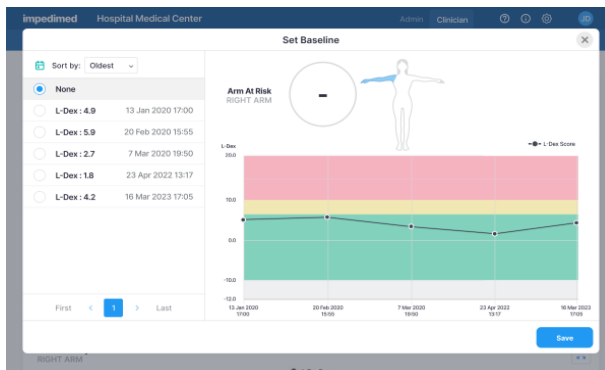 impedimed Hospital Medical Center Admin Clinician JD
Set Baseline
Sort by: Oldest
None
L-Dex : 4.9 13 Jan 2020 17:00
L-Dex : 5.9 20 Feb 2020 15:55
L-Dex : 2.7 7 Mar 2020 19:50
L-Dex : 1.8 23 Apr 2022 13:17
L-Dex : 4.2 16 Mar 2023 17:05
First 1 Last
Arm At Risk
RIGHT ARM
-
L-Dex
L-Dex Score
20.0
10.0
0.0
-10.0
-12.0
13 Jan 2020 17:00
20 Feb 2020 15:55
7 Mar 2020 19:50
23 Apr 2022 13:17
16 Mar 2023 17:05
Save
RIGHT ARM